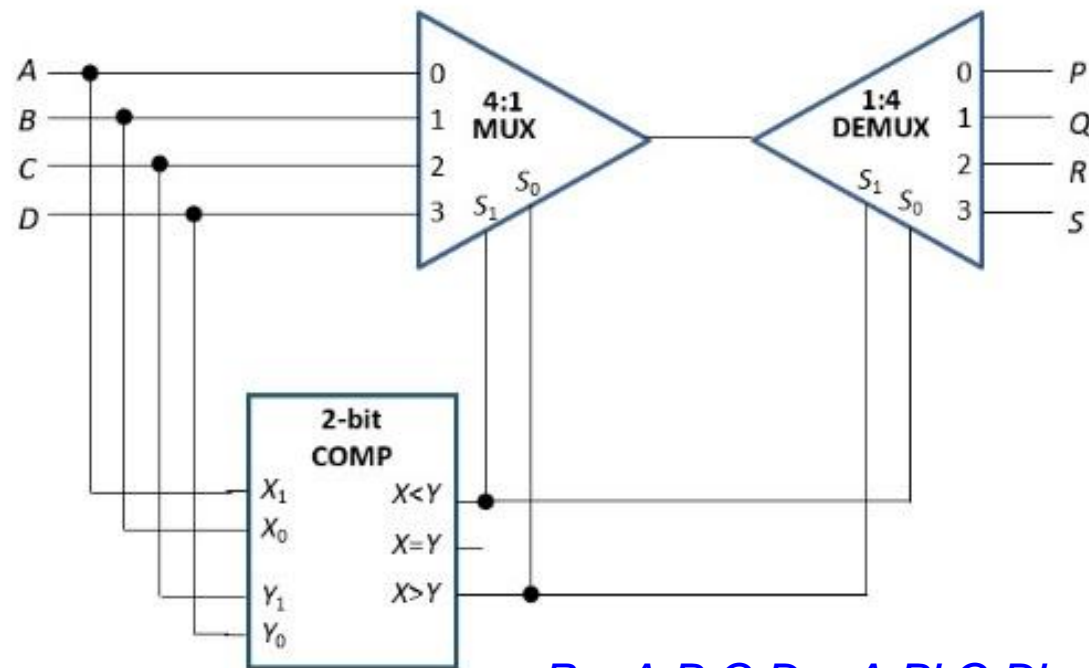 A
B
C
D
0
1
2
3
4:1
MUX
S₁
S₀
1:4
DEMUX
S₁
S₀
0
1
2
3
P
Q
R
S
2-bit
COMP
X₁
X₀
Y₁
Y₀
X<Y
X=Y
X>Y